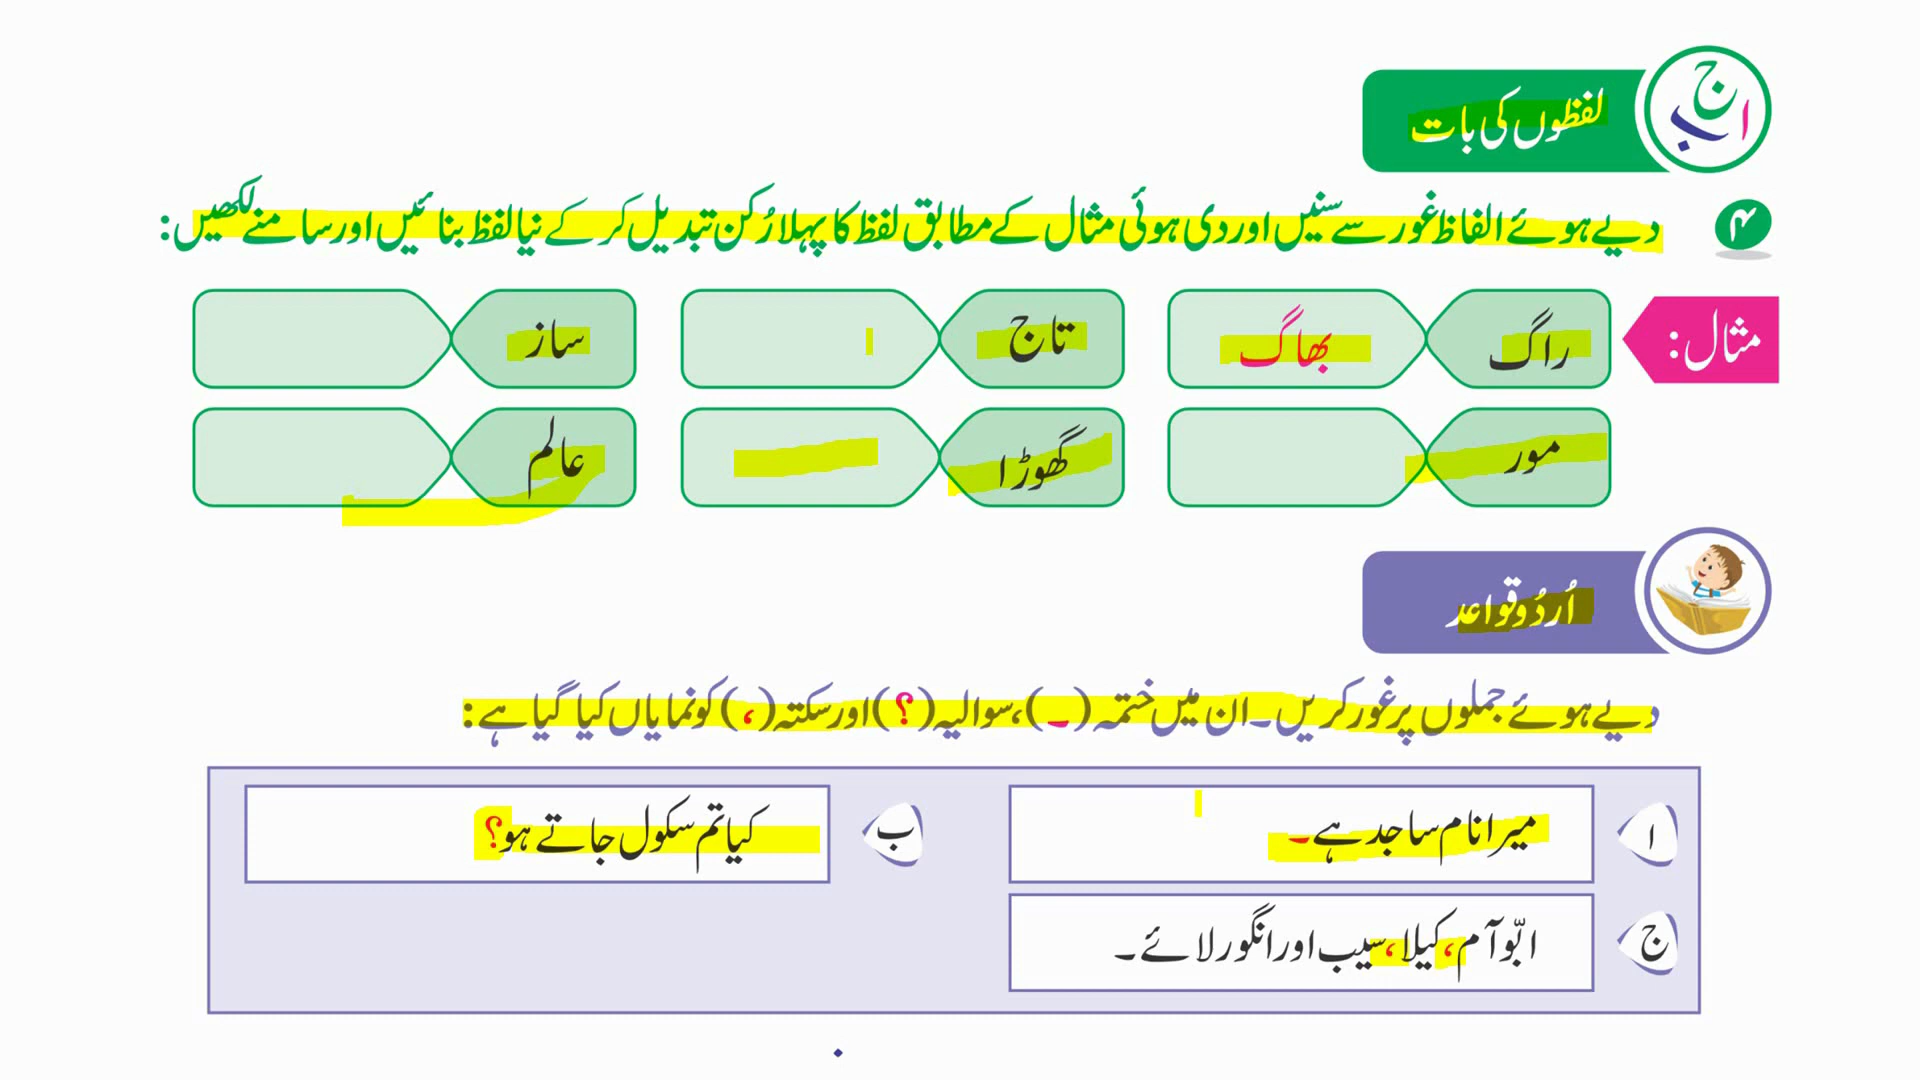 ا ب ج
لفظوں کی بات
۴ دیے ہوئے الفاظ غور سے سنیں اور دی ہوئی مثال کے مطابق لفظ کا پہلا رُکن تبدیل کر کے نیا لفظ بنائیں اور سامنے لکھیں:
مثال: راگ بھاگ تاج ساز
مور گھوڑا عالم
اُردُو قواعد
دیے ہوئے جملوں پر غور کریں۔ ان میں ختمہ (۔)، سوالیہ (؟) اور سکتہ (،) کو نمایاں کیا گیا ہے:
ا میرا نام ساجد ہے۔ ب کیا تم سکول جاتے ہو؟
ج ابّو آم، کیلا، سیب اور انگور لائے۔